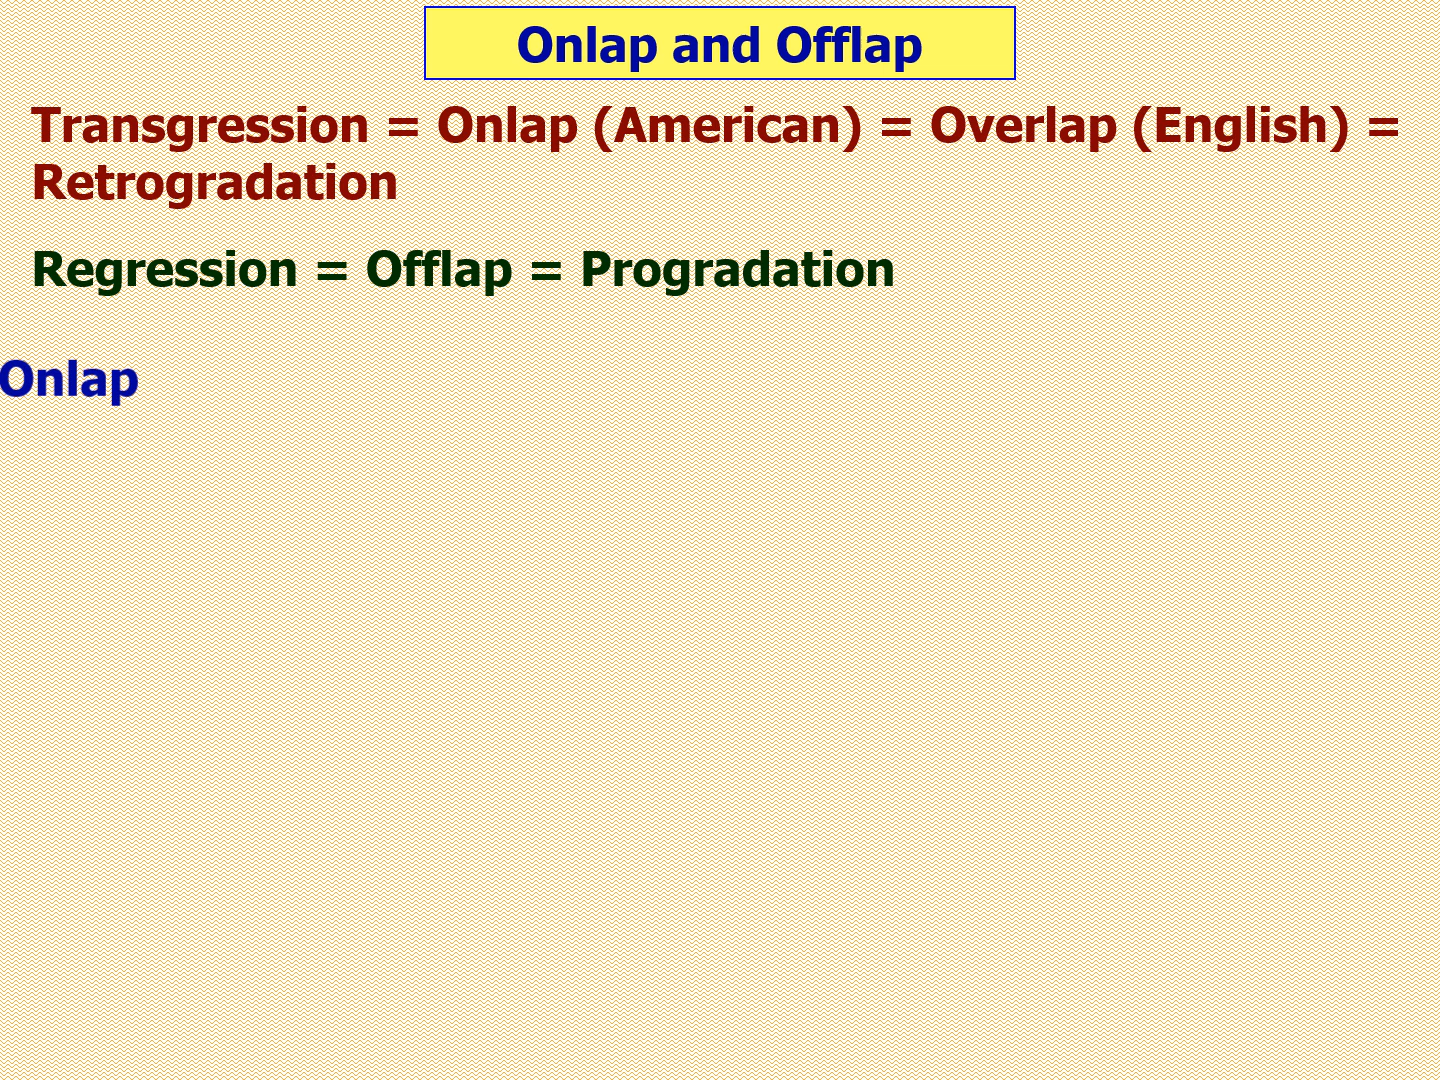 Onlap and Offlap
Transgression = Onlap (American) = Overlap (English) =
Retrogradation
Regression = Offlap = Progradation
Onlap